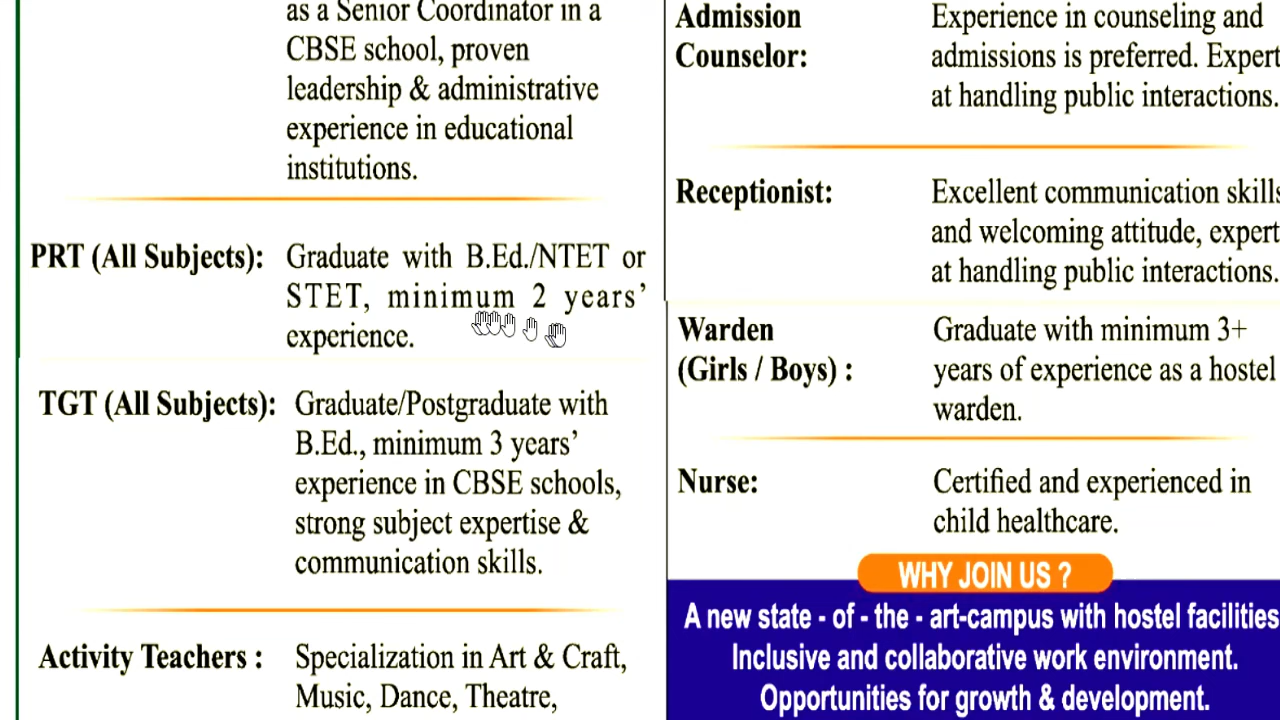 as a Senior Coordinator in a
CBSE school, proven
leadership & administrative
experience in educational
institutions.
PRT (All Subjects): Graduate with B.Ed./NTET or
STET, minimum 2 years’
experience.
TGT (All Subjects): Graduate/Postgraduate with
B.Ed., minimum 3 years’
experience in CBSE schools,
strong subject expertise &
communication skills.
Activity Teachers : Specialization in Art & Craft,
Music, Dance, Theatre,
Admission Experience in counseling and
Counselor: admissions is preferred. Expert
at handling public interactions.
Receptionist: Excellent communication skills
and welcoming attitude, expert
at handling public interactions.
Warden Graduate with minimum 3+
(Girls / Boys) : years of experience as a hostel
warden.
Nurse: Certified and experienced in
child healthcare.
WHY JOIN US ?
A new state - of - the - art-campus with hostel facilities
Inclusive and collaborative work environment.
Opportunities for growth & development.